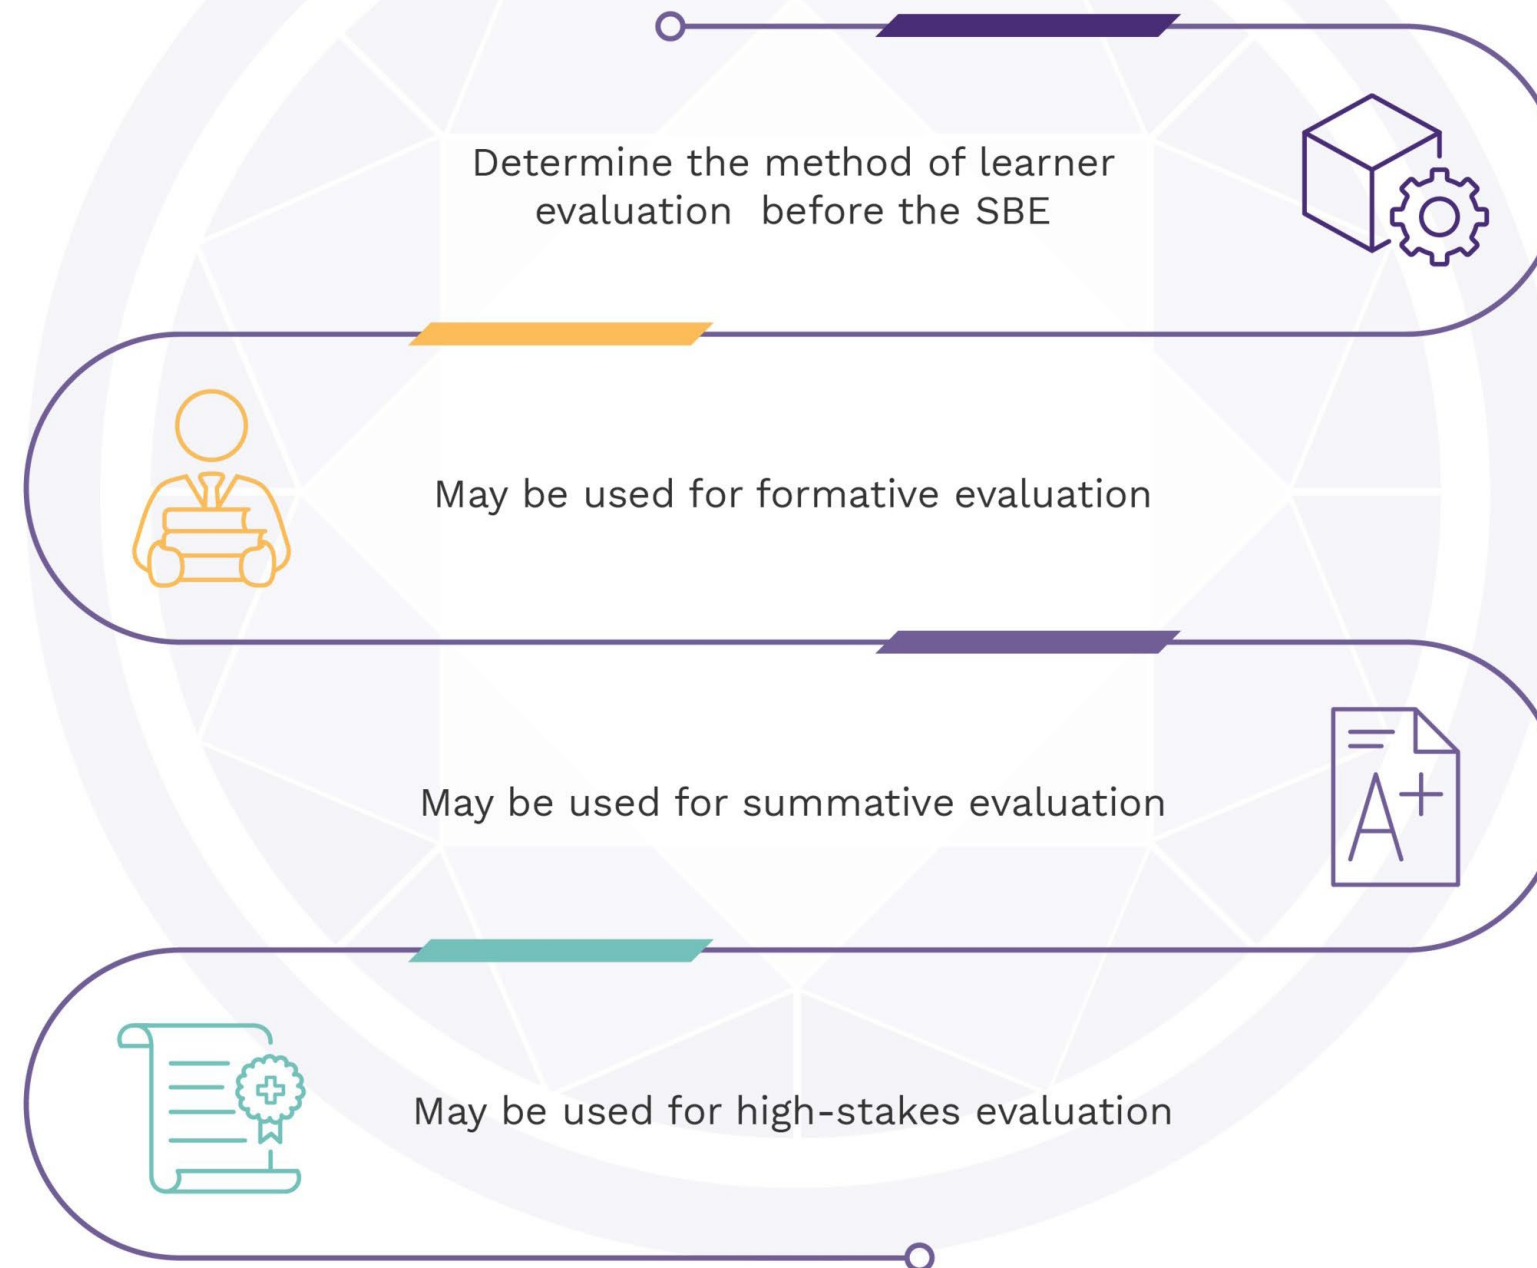 Determine the method of learner
evaluation  before the SBE
May be used for formative evaluation
May be used for summative evaluation
A+
May be used for high-stakes evaluation